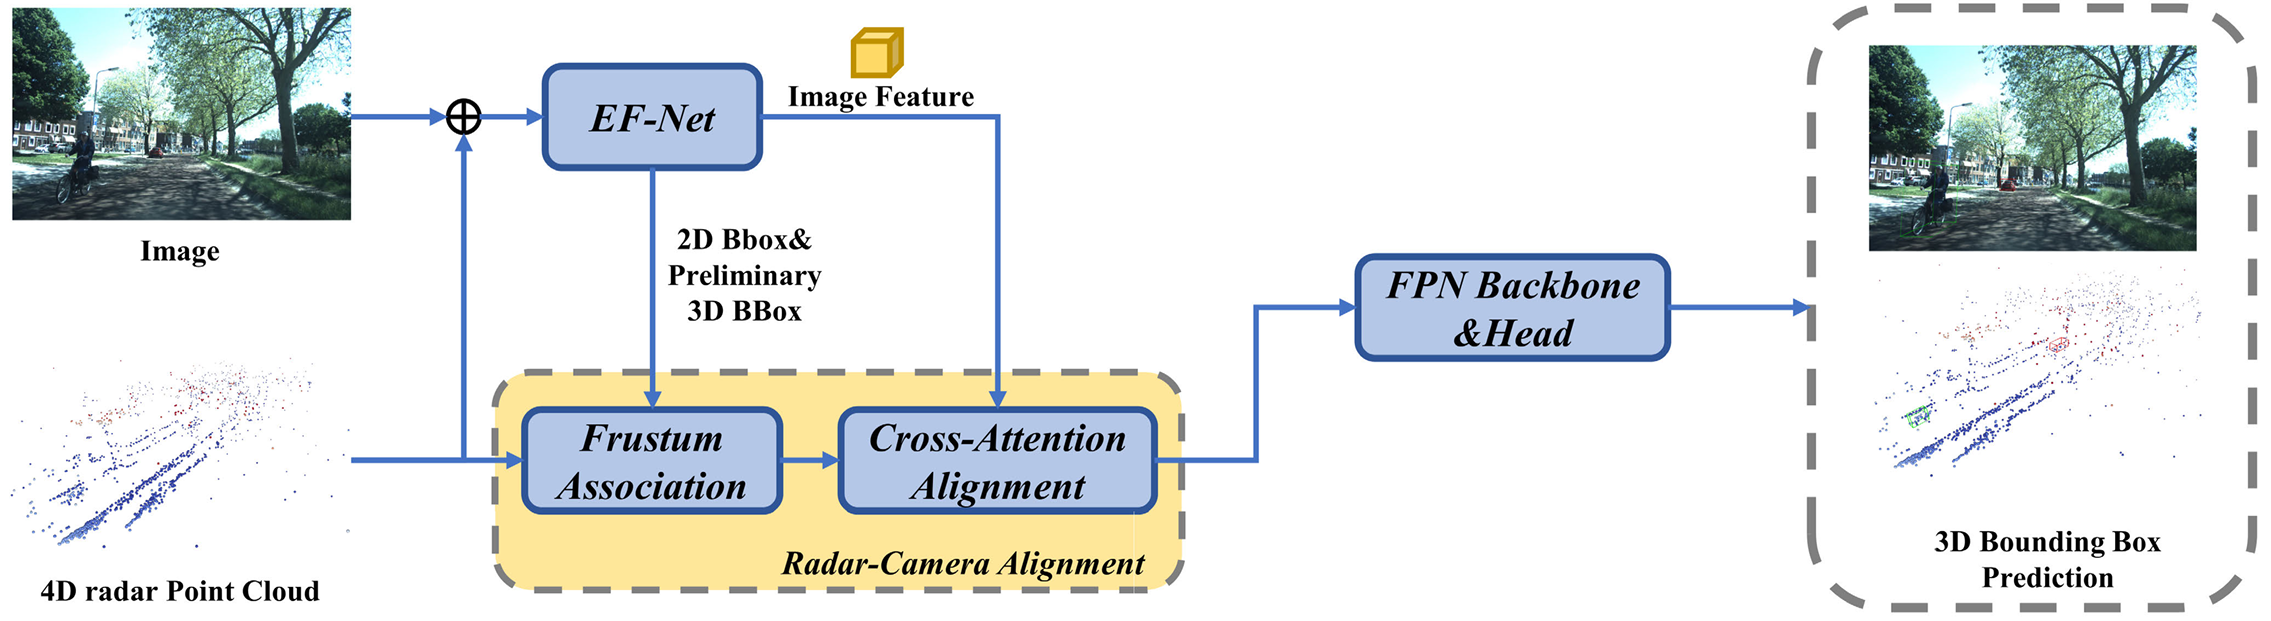 Image
4D radar Point Cloud
EF-Net
Image Feature
2D Bbox&
Preliminary
3D BBox
Frustum
Association
Cross-Attention
Alignment
Radar-Camera Alignment
FPN Backbone
&Head
3D Bounding Box
Prediction